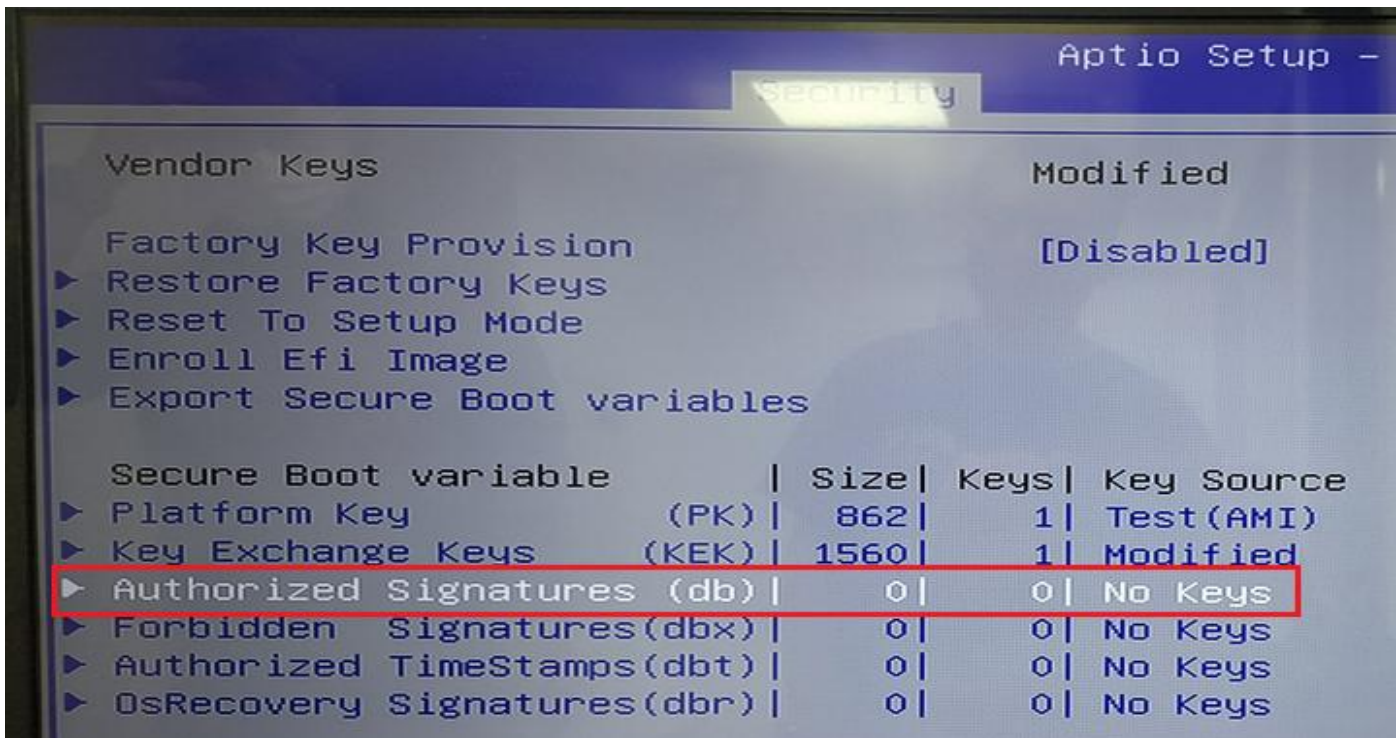 Aptio Setup –
Security
Vendor Keys Modified
Factory Key Provision [Disabled]
▶ Restore Factory Keys
▶ Reset To Setup Mode
▶ Enroll Efi Image
▶ Export Secure Boot variables
Secure Boot variable | Size| Keys| Key Source
▶ Platform Key (PK)| 862| 1| Test(AMI)
▶ Key Exchange Keys (KEK)| 1560| 1| Modified
▶ Authorized Signatures (db)| 0| 0| No Keys
▶ Forbidden Signatures(dbx)| 0| 0| No Keys
▶ Authorized TimeStamps(dbt)| 0| 0| No Keys
▶ OsRecovery Signatures(dbr)| 0| 0| No Keys